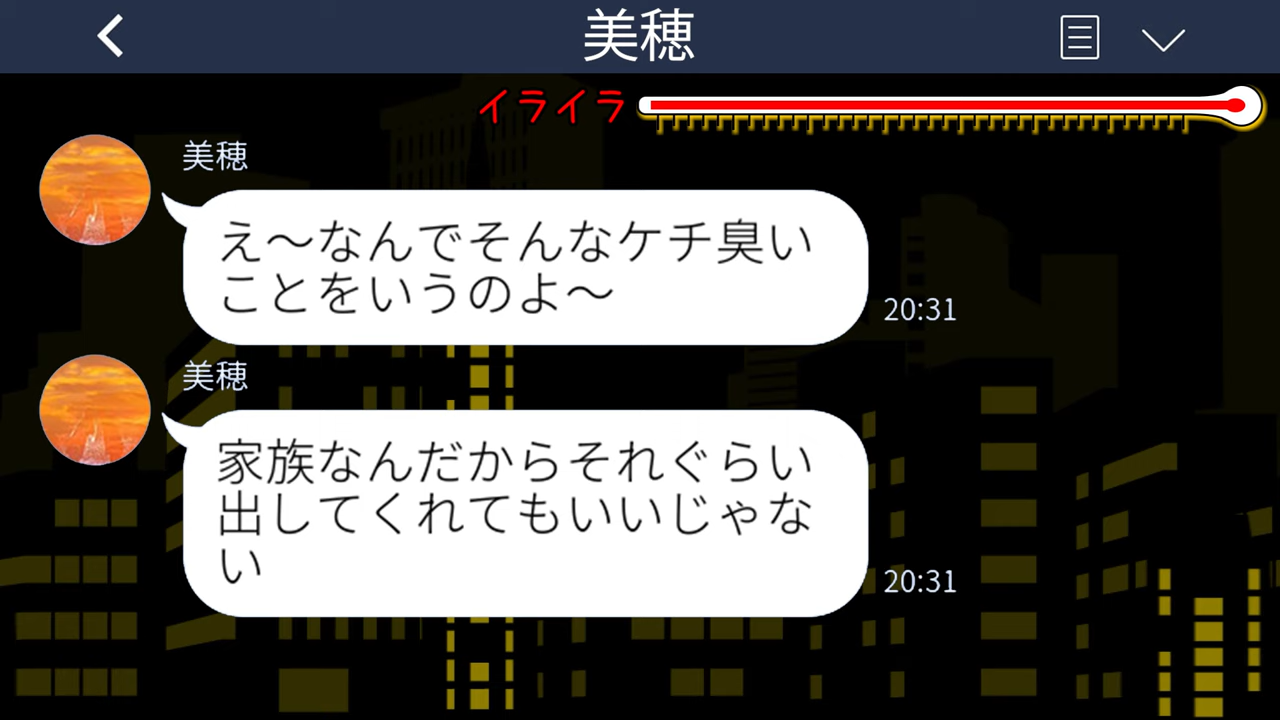 美穂
イライラ
美穂
え～なんでそんなケチ臭い
ことをいうのよ～
20:31
美穂
家族なんだからそれぐらい
出してくれてもいいじゃな
い
20:31